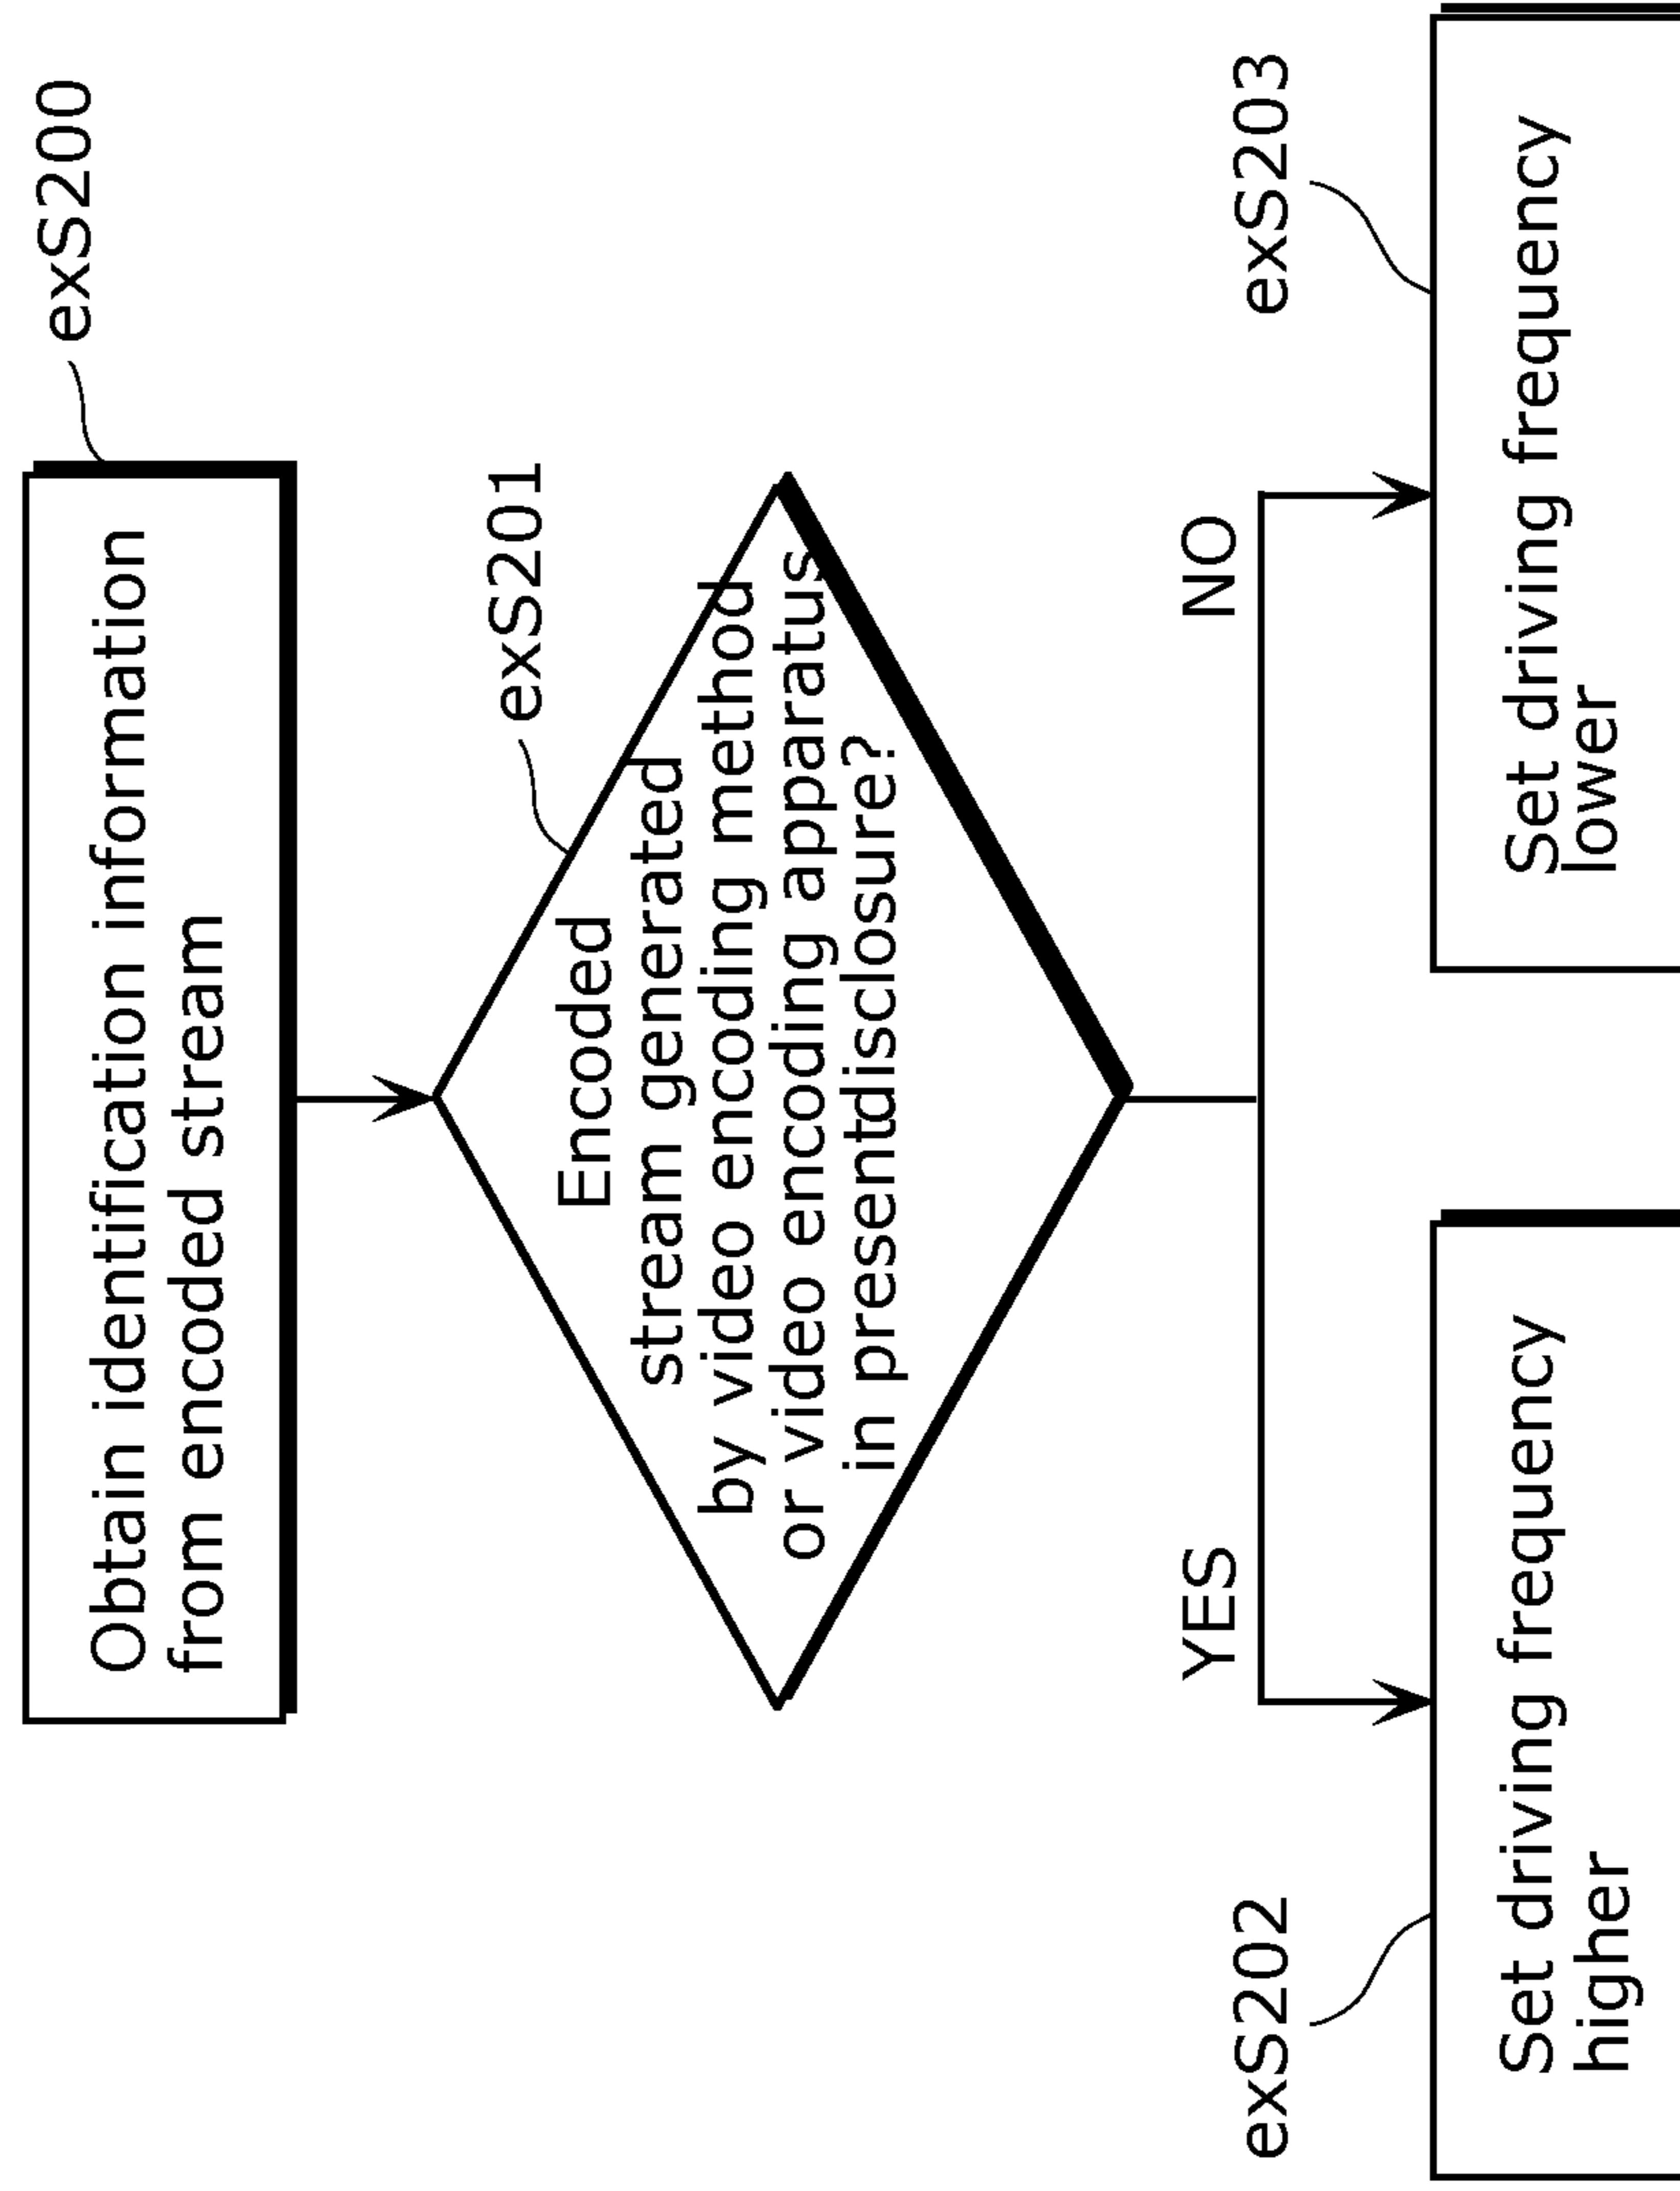 exS200
Obtain identification information
from encoded stream
exS201
Encoded
stream generated
by video encoding method
or video encoding apparatus
in presentdisclosure?
YES
NO
exS202
exS203
Set driving frequency
higher
Set driving frequency
lower